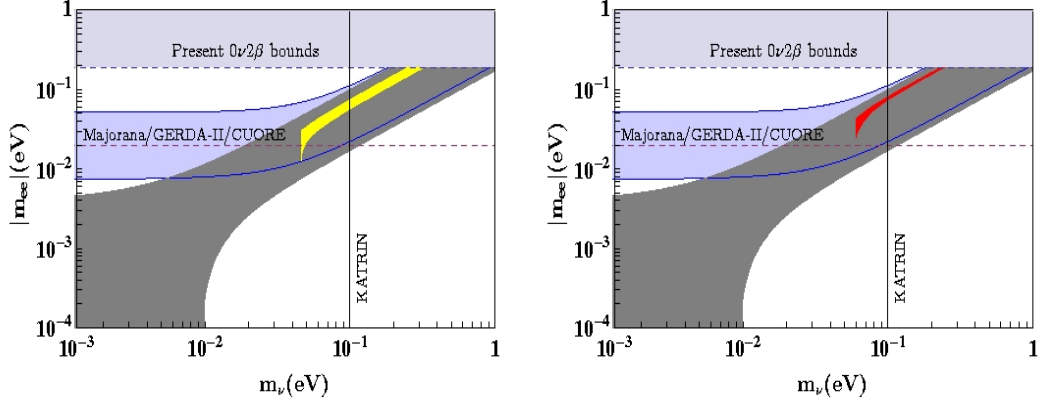 1
Present 0ν2β bounds
10⁻¹
Majorana/GERDA-II/CUORE
|mₑₑ|(eV)
10⁻²
10⁻³
KATRIN
10⁻⁴
10⁻³ 10⁻² 10⁻¹ 1
m_ν(eV)
1
Present 0ν2β bounds
10⁻¹
Majorana/GERDA-II/CUORE
|mₑₑ|(eV)
10⁻²
10⁻³
KATRIN
10⁻⁴
10⁻³ 10⁻² 10⁻¹ 1
m_ν(eV)